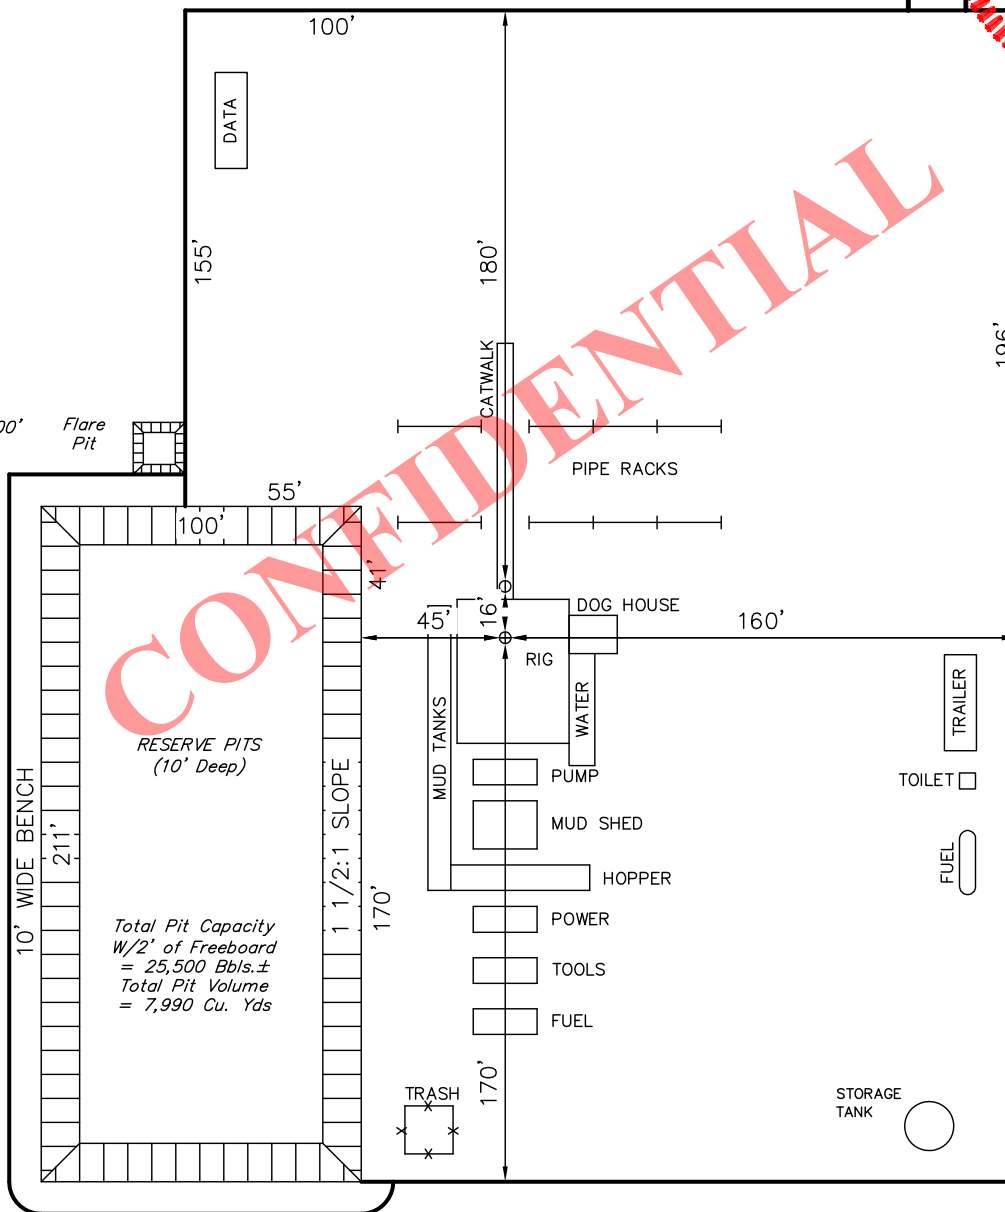 100'
DATA
155'
180'
196'
CATWALK
00'
Flare
Pit
PIPE RACKS
55'
100'
41'
CONFIDENTIAL
DOG HOUSE
45'
16'
160'
RIG
WATER
MUD TANKS
TRAILER
RESERVE PITS
(10' Deep)
PUMP
TOILET
10' WIDE BENCH
211'
1 1/2:1 SLOPE
MUD SHED
FUEL
HOPPER
170'
Total Pit Capacity
W/2' of Freeboard
= 25,500 Bbls.±
Total Pit Volume
= 7,990 Cu. Yds
POWER
TOOLS
FUEL
170'
TRASH
STORAGE
TANK